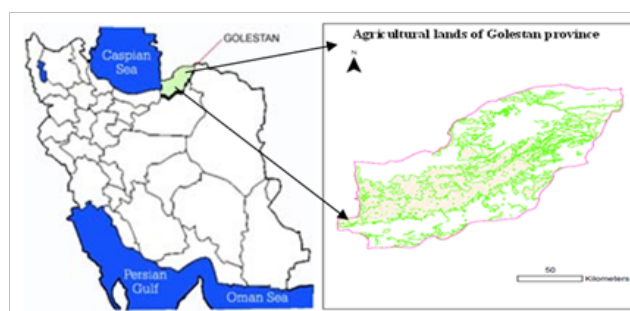 GOLESTAN
Caspian
Sea
Persian
Gulf
Oman Sea
Agricultural lands of Golestan province
N
50
Kilometers